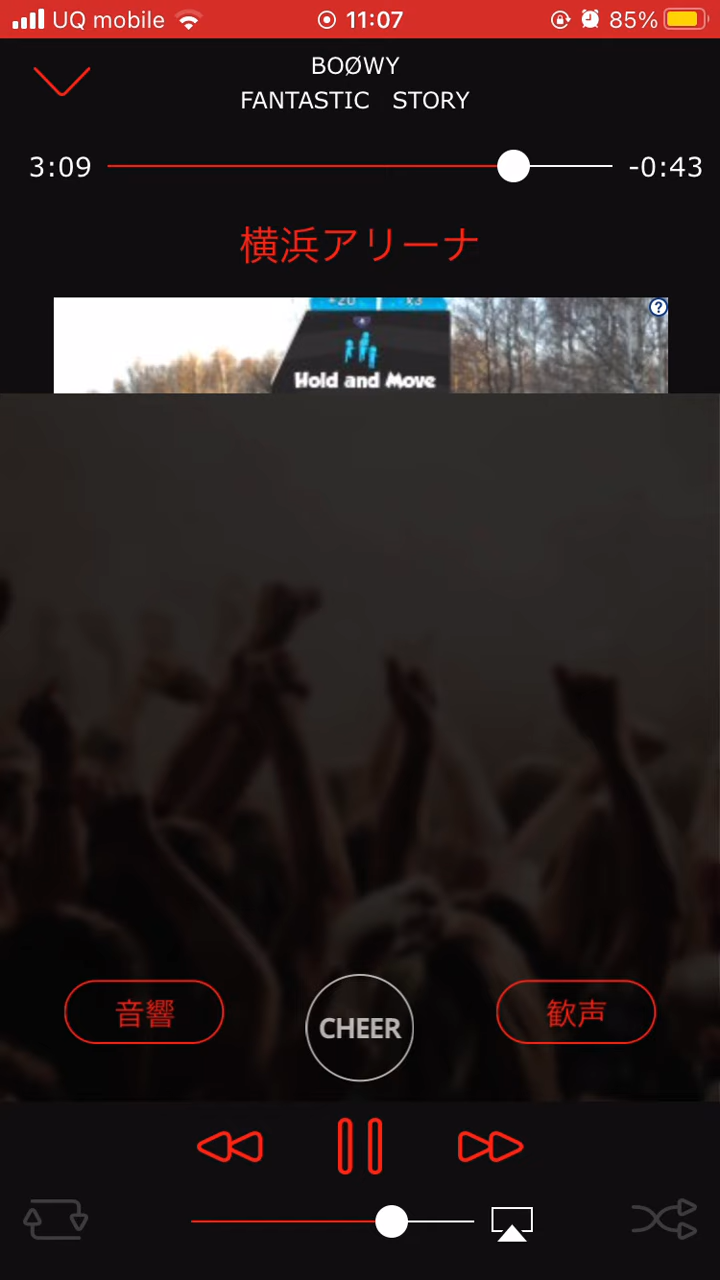 UQ mobile
11:07
85%
BOØWY
FANTASTIC STORY
3:09
-0:43
横浜アリーナ
Hold and Move
音響
CHEER
歓声